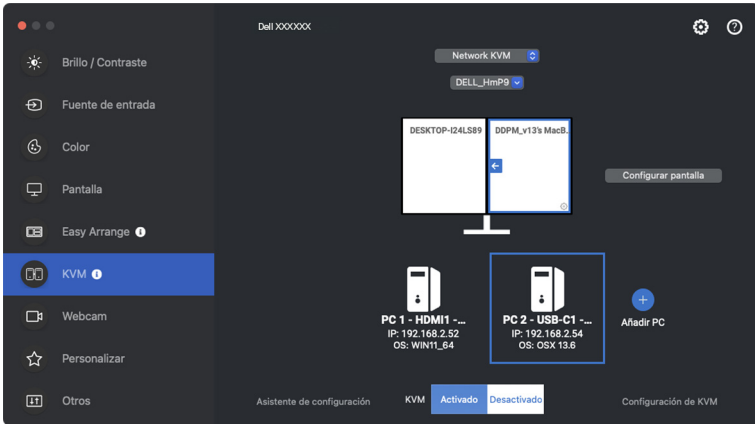 Dell XXXXXX
Brillo / Contraste
Fuente de entrada
Color
Pantalla
Easy Arrange
KVM
Webcam
Personalizar
Otros
Network KVM
DELL_HmP9
DESKTOP-I24LS89
DDPM_v13's MacB.
Configurar pantalla
PC 1 - HDMI1 -...
IP: 192.168.2.52
OS: WIN11_64
PC 2 - USB-C1 -...
IP: 192.168.2.54
OS: OSX 13.6
Añadir PC
Asistente de configuración
KVM
Activado
Desactivado
Configuración de KVM